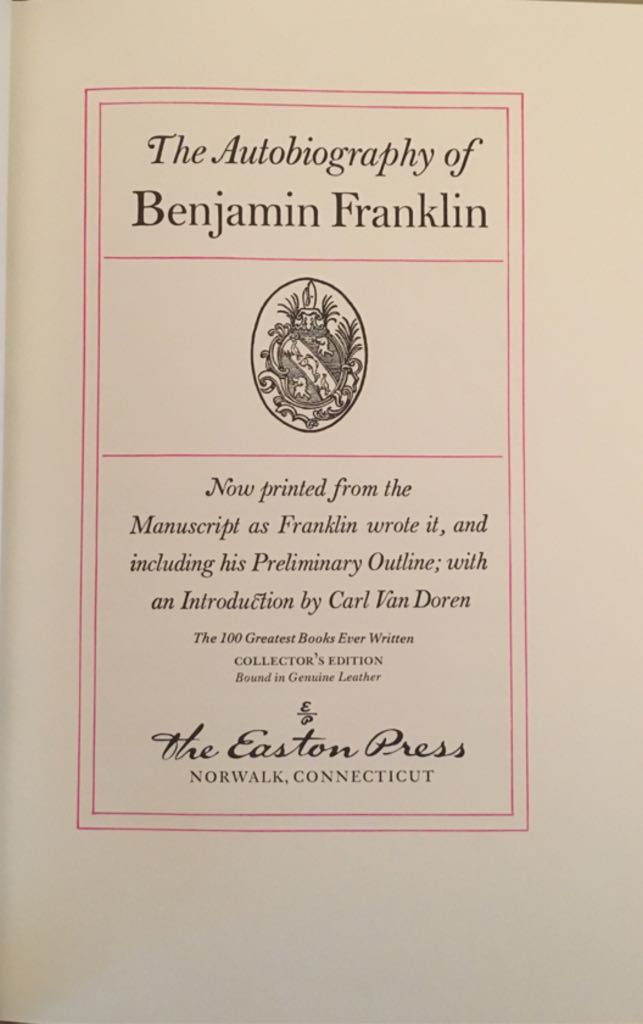 The Autobiography of
Benjamin Franklin
Now printed from the
Manuscript as Franklin wrote it, and
including his Preliminary Outline; with
an Introduction by Carl Van Doren
The 100 Greatest Books Ever Written
COLLECTOR'S EDITION
Bound in Genuine Leather
E
P
The Easton Press
NORWALK, CONNECTICUT